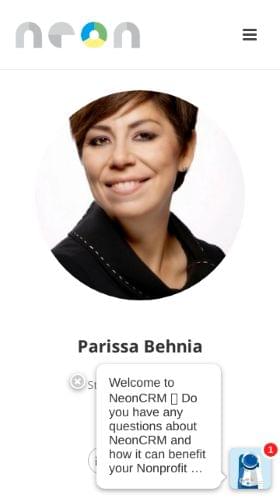 neon
Parissa Behnia
St
Welcome to
NeonCRM ▯ Do
you have any
questions about
NeonCRM and
how it can benefit
your Nonprofit ...
1